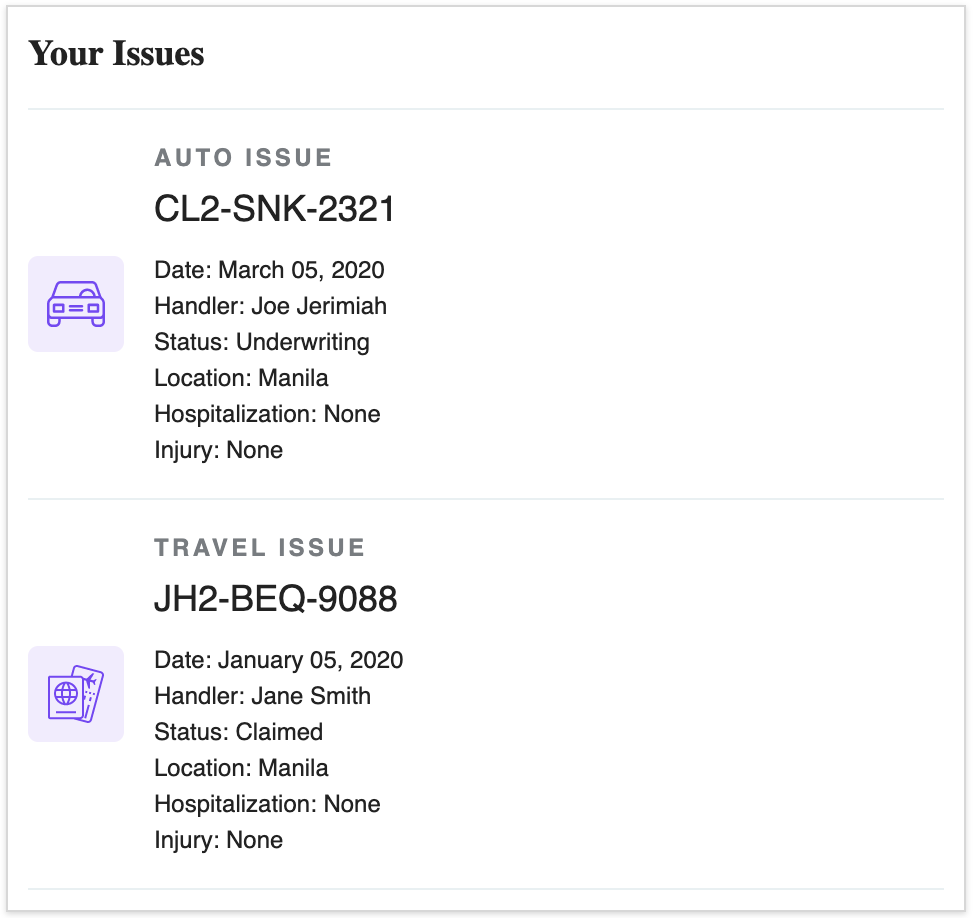 Your Issues
AUTO ISSUE
CL2-SNK-2321
Date: March 05, 2020
Handler: Joe Jerimiah
Status: Underwriting
Location: Manila
Hospitalization: None
Injury: None
TRAVEL ISSUE
JH2-BEQ-9088
Date: January 05, 2020
Handler: Jane Smith
Status: Claimed
Location: Manila
Hospitalization: None
Injury: None